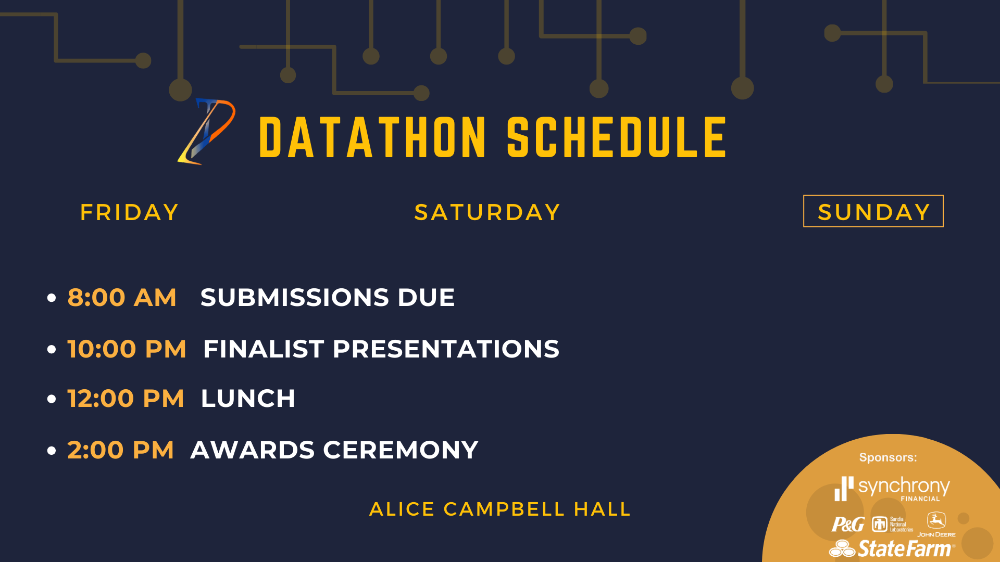 DATATHON SCHEDULE
FRIDAY
SATURDAY
SUNDAY
• 8:00 AM SUBMISSIONS DUE
• 10:00 PM FINALIST PRESENTATIONS
• 12:00 PM LUNCH
• 2:00 PM AWARDS CEREMONY
ALICE CAMPBELL HALL
Sponsors:
synchrony
FINANCIAL
P&G
Sandia
National
Laboratories
JOHN DEERE
StateFarm®